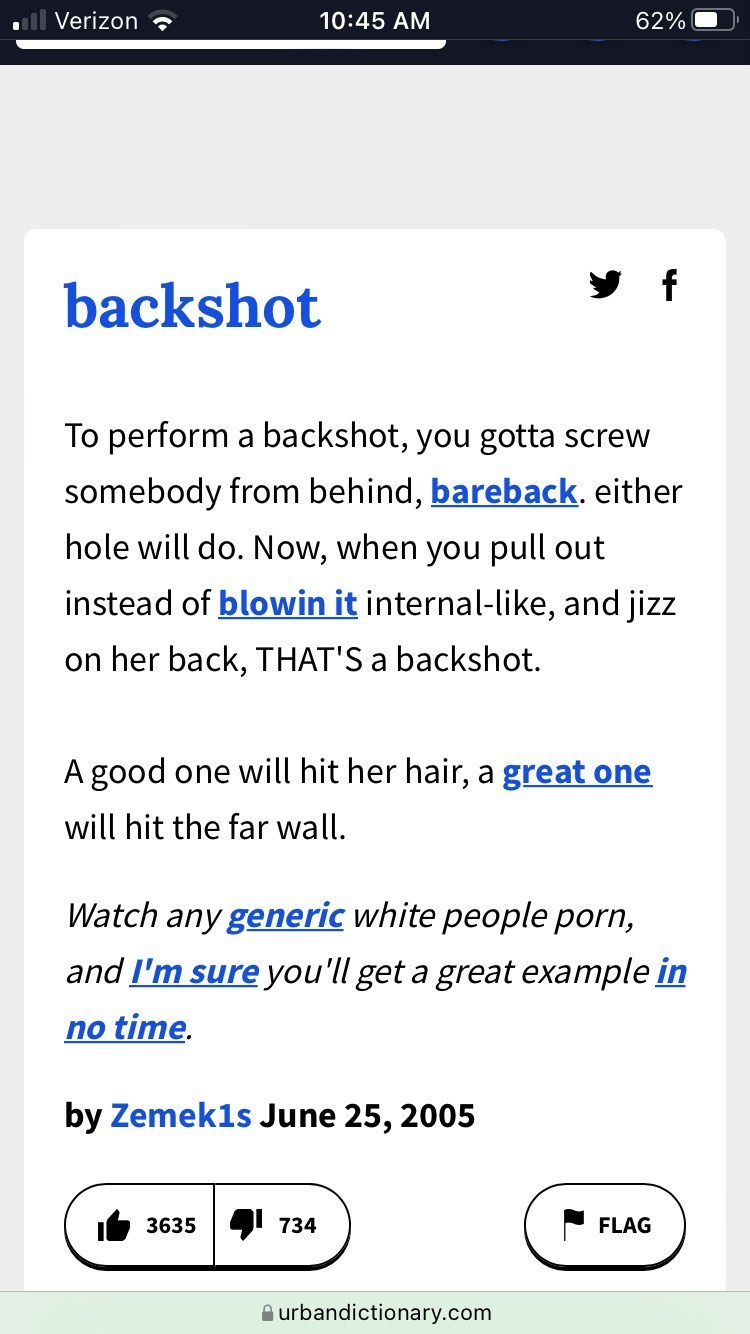 Verizon 10:45 AM 62%
backshot
To perform a backshot, you gotta screw
somebody from behind, bareback. either
hole will do. Now, when you pull out
instead of blowin it internal-like, and jizz
on her back, THAT'S a backshot.
A good one will hit her hair, a great one
will hit the far wall.
Watch any generic white people porn,
and I'm sure you'll get a great example in
no time.
by Zemek1s June 25, 2005
3635 734 FLAG
urbandictionary.com